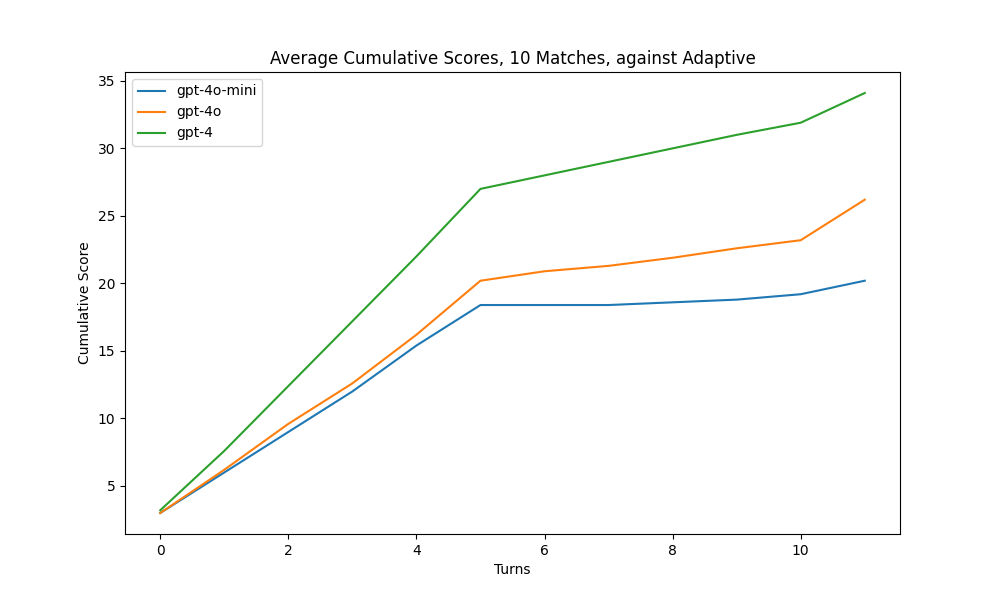 Average Cumulative Scores, 10 Matches, against Adaptive
35
30
25
20
15
10
5
Cumulative Score
gpt-4o-mini
gpt-4o
gpt-4
0 2 4 6 8 10
Turns